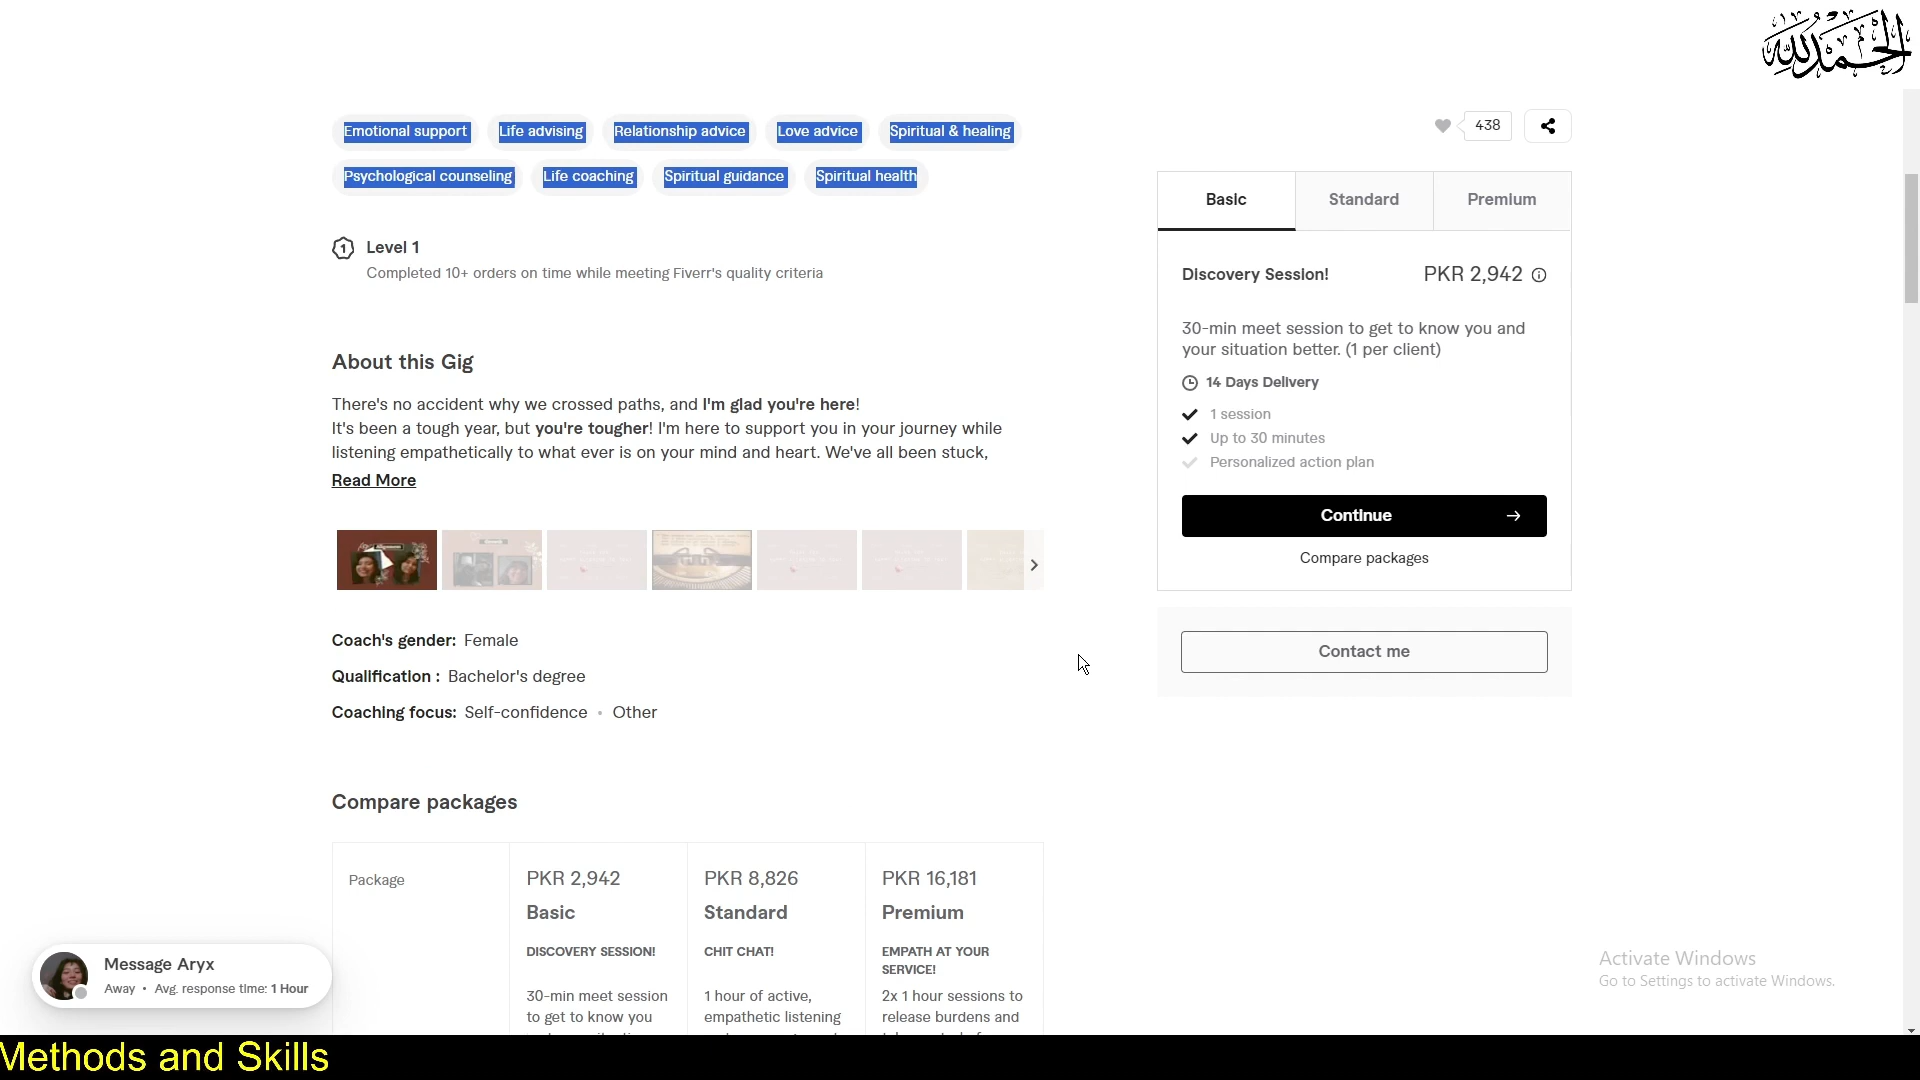 الحمدلله
Emotional support Life advising Relationship advice Love advice Spiritual & healing
Psychological counseling Life coaching Spiritual guidance Spiritual health
438
Level 1
Completed 10+ orders on time while meeting Fiverr's quality criteria
About this Gig
There's no accident why we crossed paths, and I'm glad you're here!
It's been a tough year, but you're tougher! I'm here to support you in your journey while
listening empathetically to what ever is on your mind and heart. We've all been stuck,
Read More
Coach's gender: Female
Qualification : Bachelor's degree
Coaching focus: Self-confidence • Other
Basic Standard Premium
Discovery Session! PKR 2,942
30-min meet session to get to know you and
your situation better. (1 per client)
14 Days Delivery
1 session
Up to 30 minutes
Personalized action plan
Continue
Compare packages
Contact me
Compare packages
Package PKR 2,942 PKR 8,826 PKR 16,181
Basic Standard Premium
DISCOVERY SESSION! CHIT CHAT! EMPATH AT YOUR
SERVICE!
30-min meet session 1 hour of active, 2x 1 hour sessions to
to get to know you empathetic listening release burdens and
Message Aryx
Away • Avg. response time: 1 Hour
Activate Windows
Go to Settings to activate Windows.
Methods and Skills